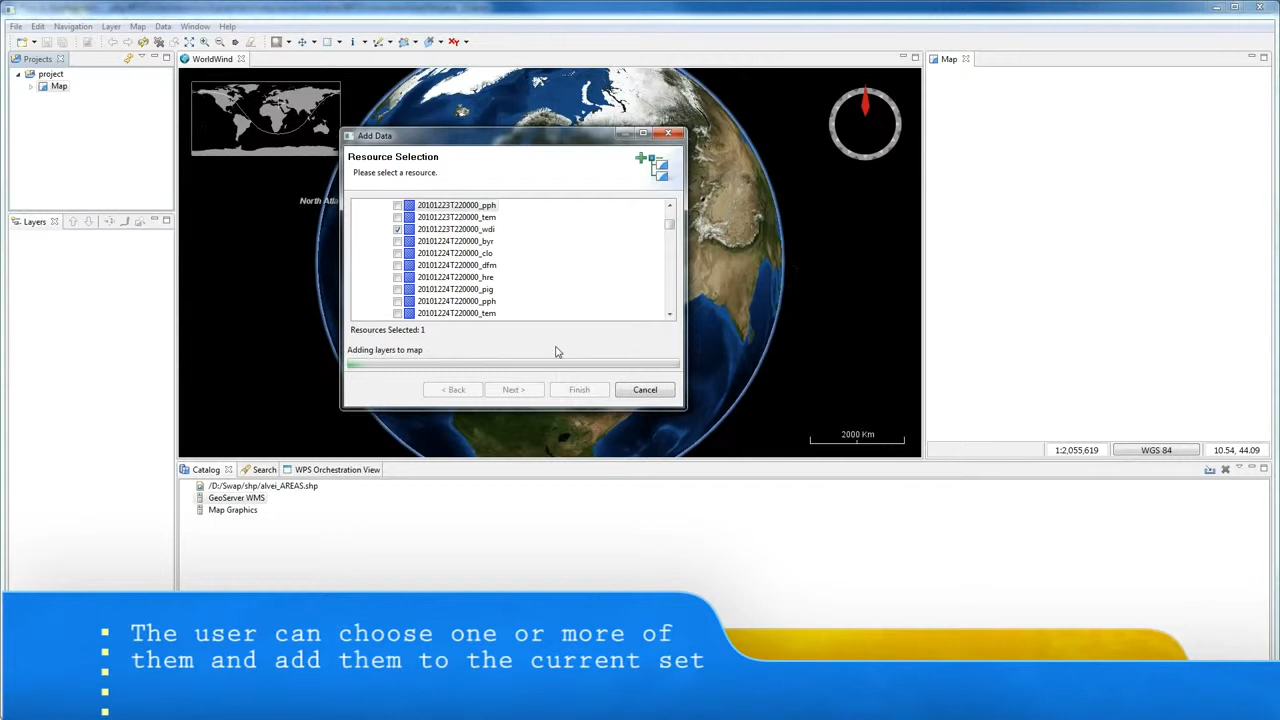 File Edit Navigation Layer Map Data Window Help
Projects
project
Map
Layers
WorldWind
North Atla
2000 Km
Map
1:2,055,619 WGS 84 10.54, 44.09
Add Data
Resource Selection
Please select a resource.
20101223T220000_pph
20101223T220000_tem
20101223T220000_wdi
20101224T220000_byr
20101224T220000_clo
20101224T220000_dfm
20101224T220000_hre
20101224T220000_pig
20101224T220000_pph
20101224T220000_tem
Resources Selected: 1
Adding layers to map
< Back Next > Finish Cancel
Catalog Search WPS Orchestration View
/D:/Swap/shp/alvei_AREAS.shp
GeoServer WMS
Map Graphics
The user can choose one or more of
them and add them to the current set